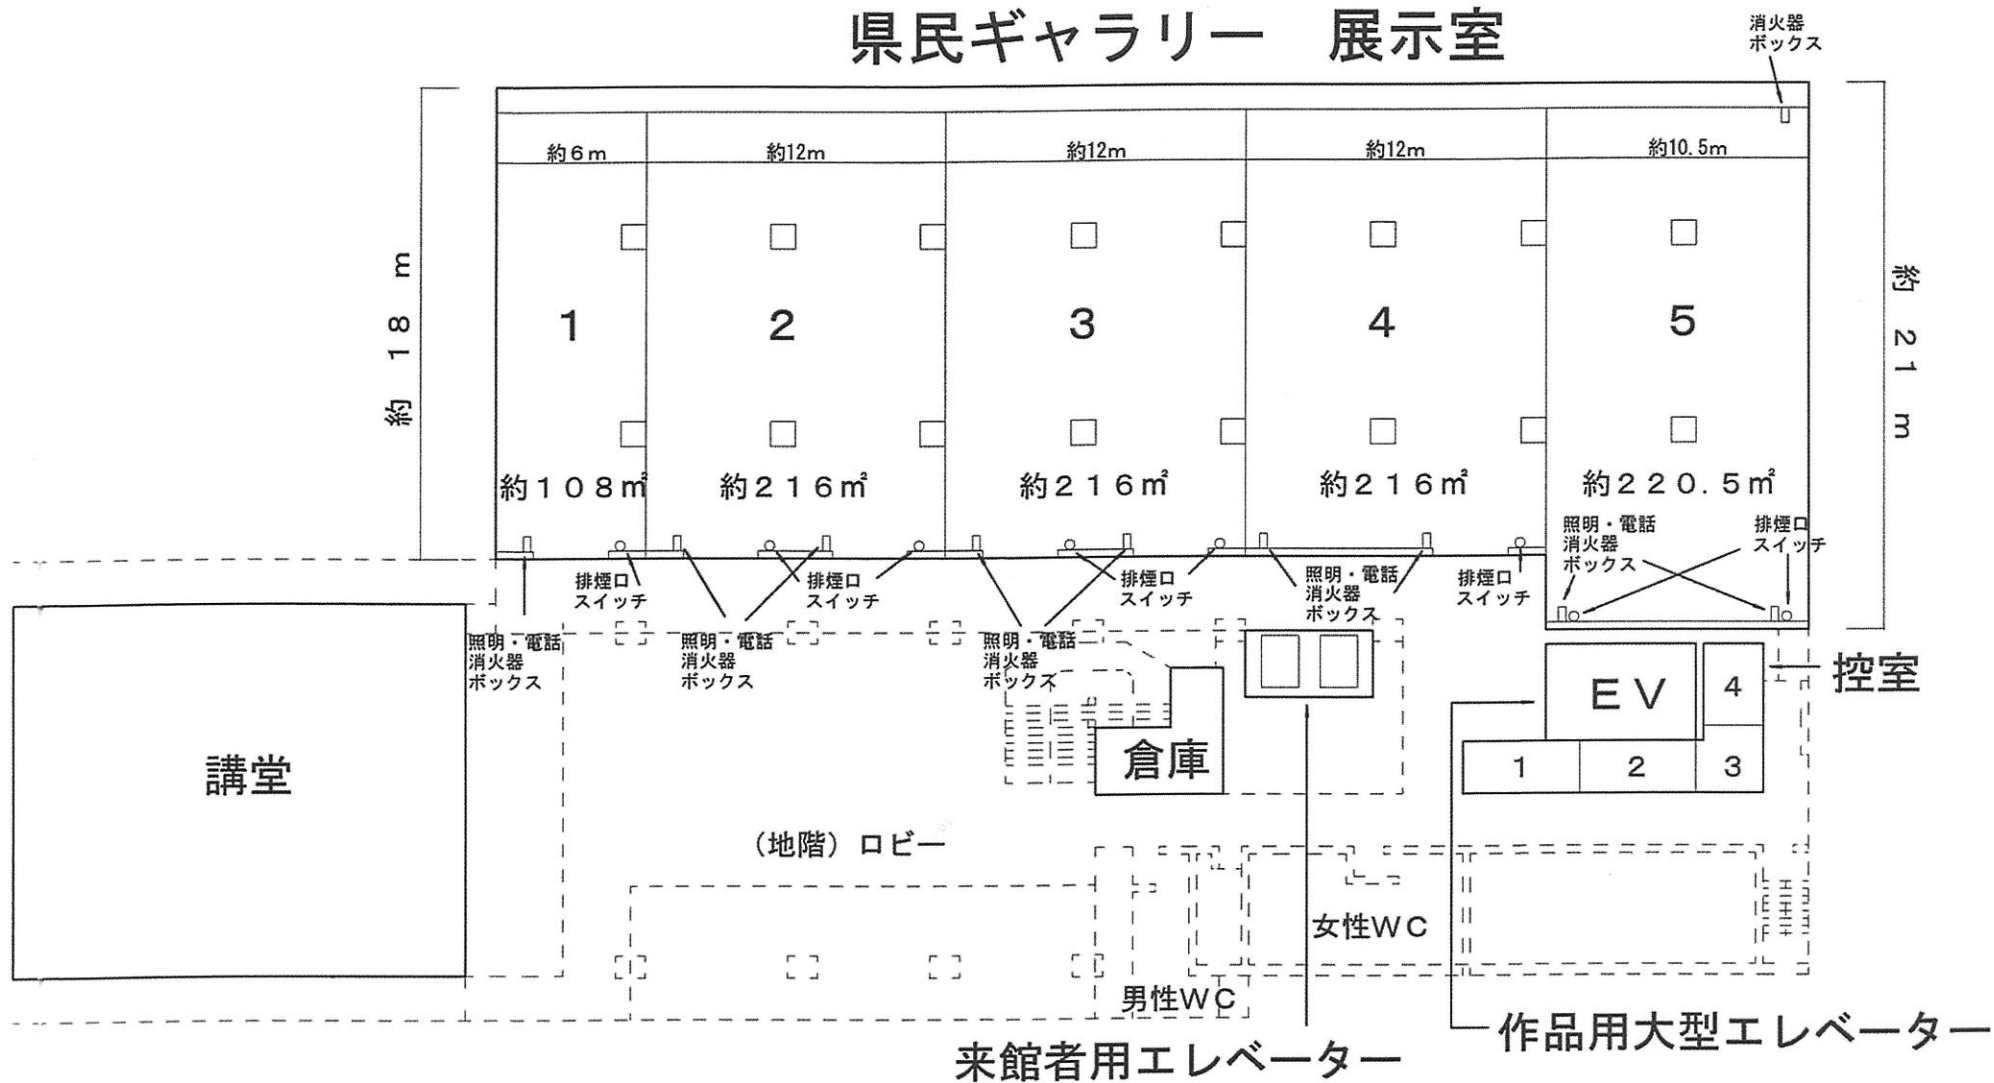 県民ギャラリー 展示室
消火器
ボックス
約6m
約12m
約12m
約12m
約10.5m
約 18 m
約 21 m
1
2
3
4
5
約108㎡
約216㎡
約216㎡
約216㎡
約220.5㎡
照明・電話
消火器
ボックス
排煙口
スイッチ
排煙口
スイッチ
排煙口
スイッチ
排煙口
スイッチ
照明・電話
消火器
ボックス
排煙口
スイッチ
照明・電話
消火器
ボックス
照明・電話
消火器
ボックス
照明・電話
消火器
ボックス
EV
4
控室
1
2
3
倉庫
講堂
(地階)ロビー
女性WC
男性WC
来館者用エレベーター
作品用大型エレベーター